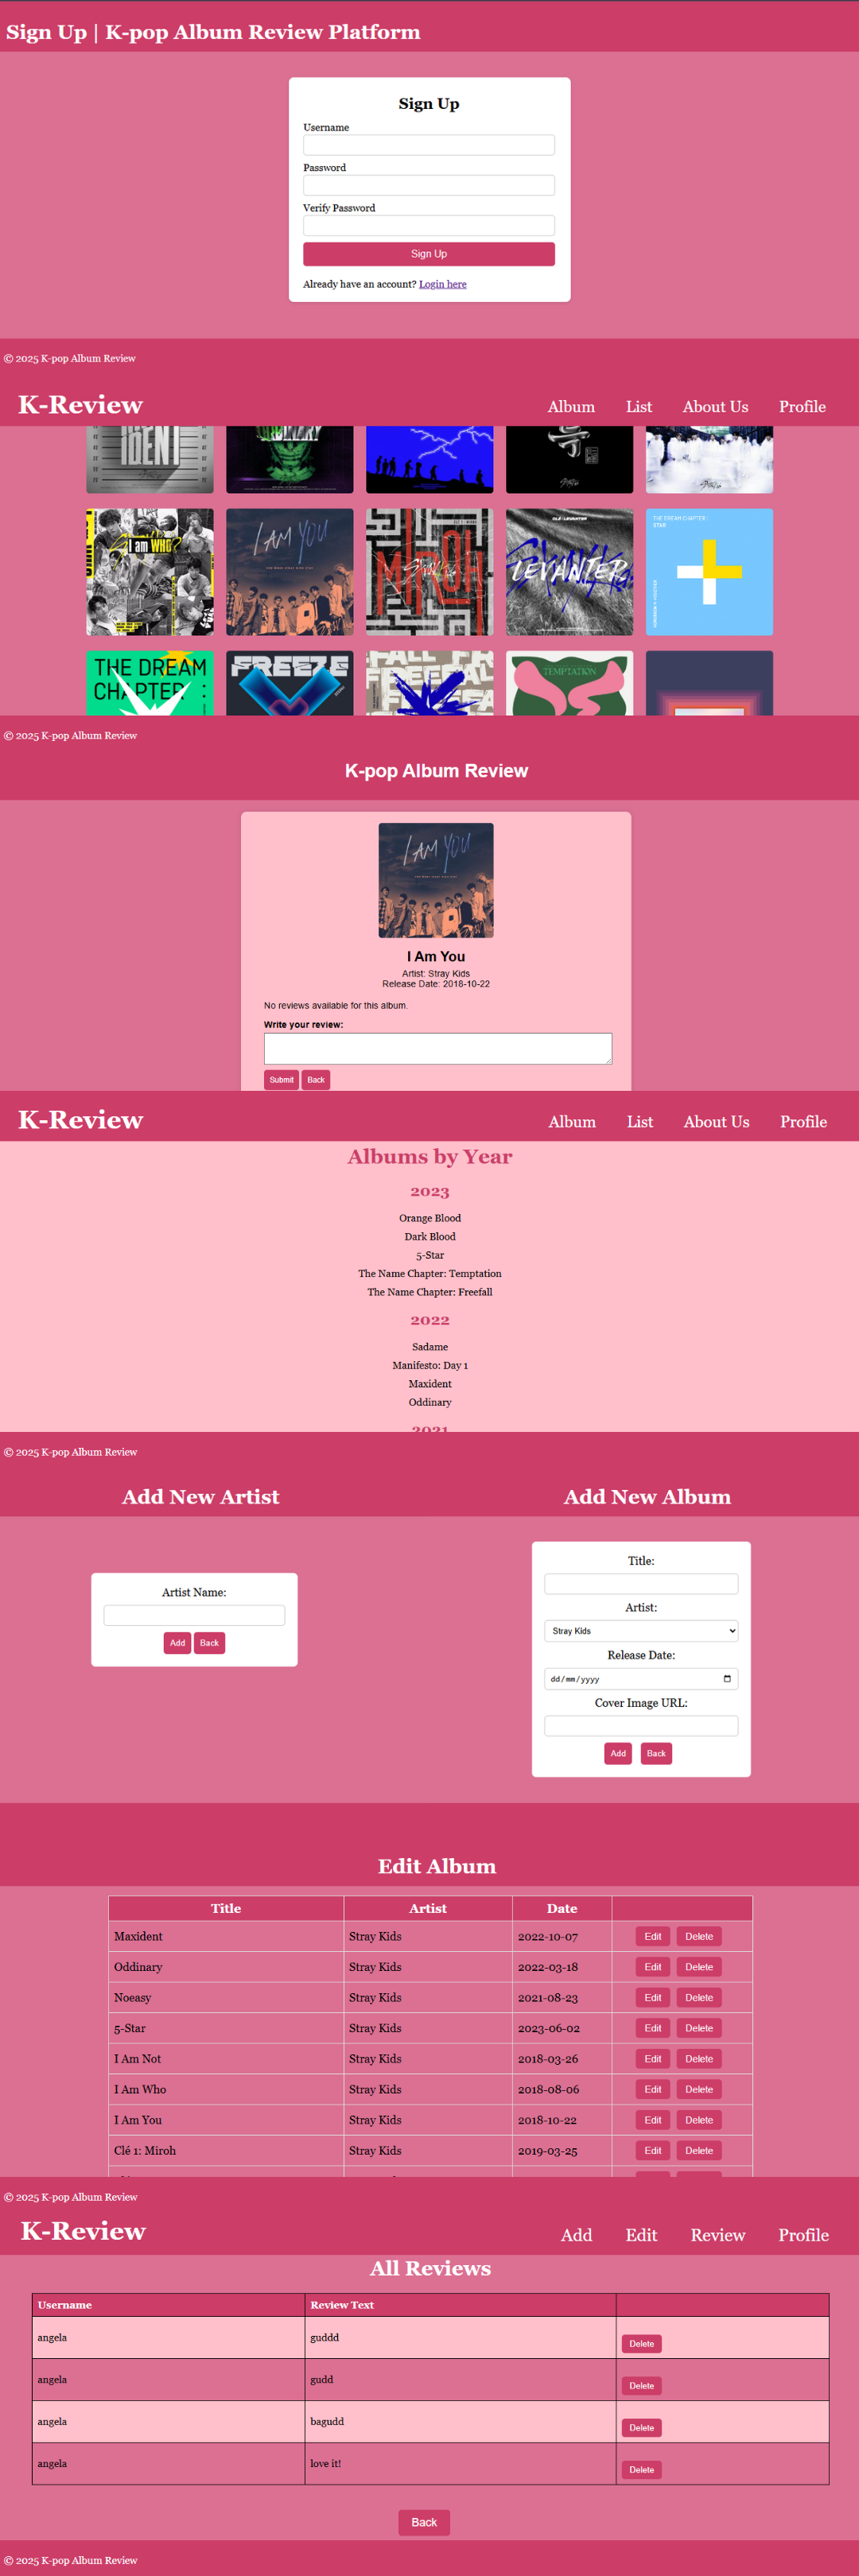 Sign Up | K-pop Album Review Platform
Sign Up
Username
Password
Verify Password
Sign Up
Already have an account? Login here
© 2025 K-pop Album Review
K-Review
Album List About Us Profile
IDENT
I am WHO?
I AM YOU
MIROH
CLÉ : LEVANTER
LEVANTER
THE DREAM CHAPTER:
STAR
THE DREAM
CHAPTER:
FREEZE
TEMPTATION
© 2025 K-pop Album Review
K-pop Album Review
I AM YOU
I Am You
Artist: Stray Kids
Release Date: 2018-10-22
No reviews available for this album.
Write your review:
Submit Back
K-Review
Album List About Us Profile
Albums by Year
2023
Orange Blood
Dark Blood
5-Star
The Name Chapter: Temptation
The Name Chapter: Freefall
2022
Sadame
Manifesto: Day 1
Maxident
Oddinary
2021
© 2025 K-pop Album Review
Add New Artist
Artist Name:
Add Back
Add New Album
Title:
Artist:
Stray Kids
Release Date:
dd/mm/yyyy
Cover Image URL:
Add Back
Edit Album
Title Artist Date
Maxident Stray Kids 2022-10-07 Edit Delete
Oddinary Stray Kids 2022-03-18 Edit Delete
Noeasy Stray Kids 2021-08-23 Edit Delete
5-Star Stray Kids 2023-06-02 Edit Delete
I Am Not Stray Kids 2018-03-26 Edit Delete
I Am Who Stray Kids 2018-08-06 Edit Delete
I Am You Stray Kids 2018-10-22 Edit Delete
Clé 1: Miroh Stray Kids 2019-03-25 Edit Delete
© 2025 K-pop Album Review
K-Review
Add Edit Review Profile
All Reviews
Username Review Text
angela guddd Delete
angela gudd Delete
angela bagudd Delete
angela love it! Delete
Back
© 2025 K-pop Album Review